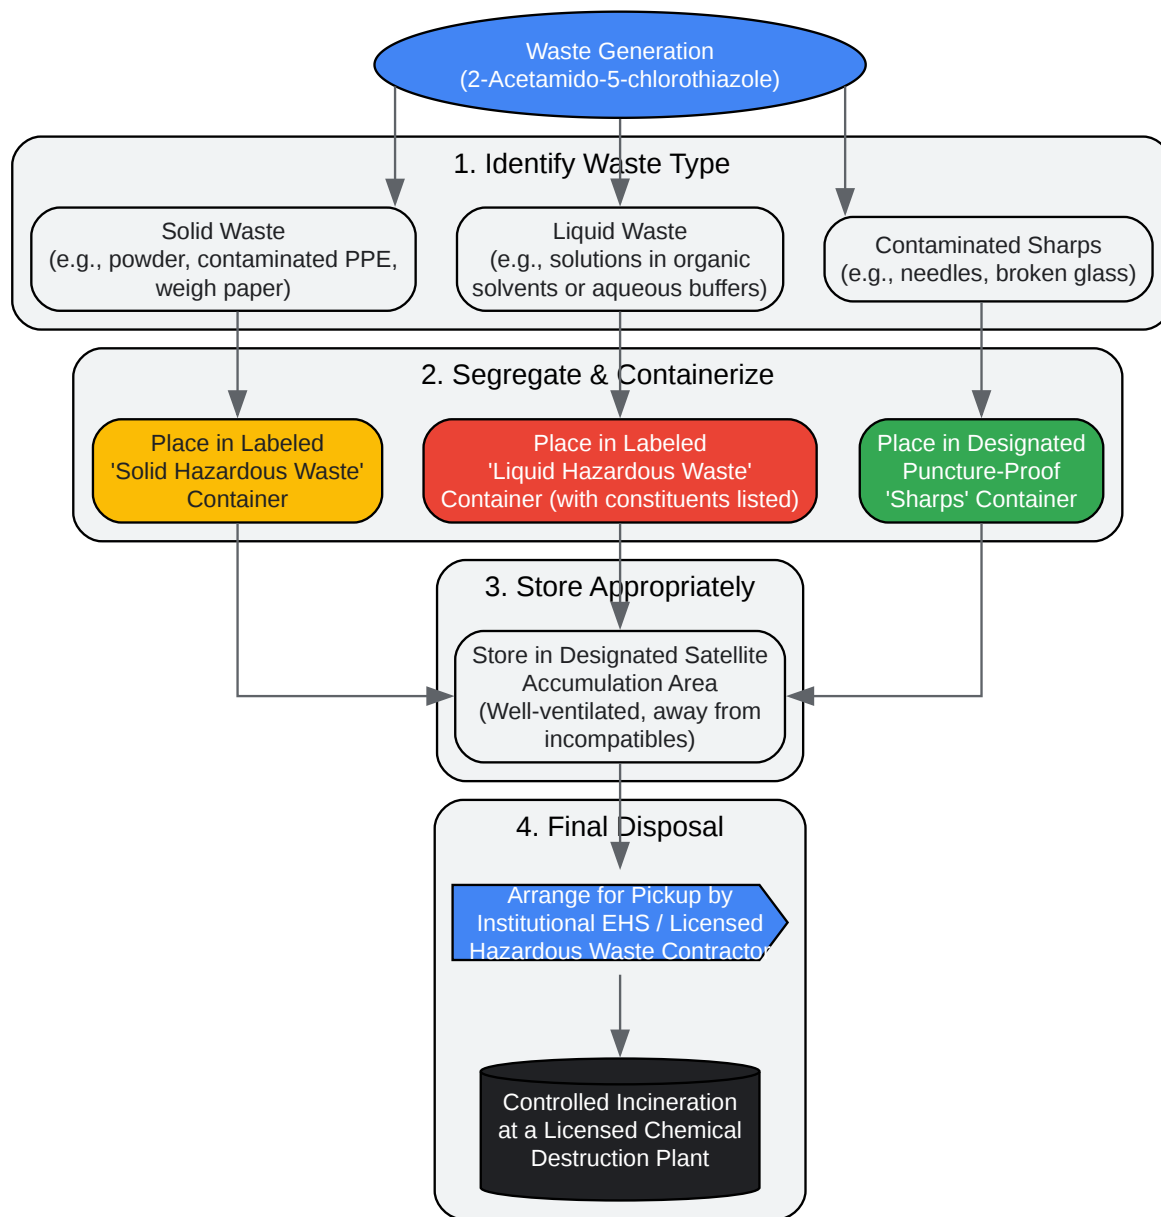 Waste Generation
(2-Acetamido-5-chlorothiazole)
1. Identify Waste Type
Solid Waste
(e.g., powder, contaminated PPE,
weigh paper)
Liquid Waste
(e.g., solutions in organic
solvents or aqueous buffers)
Contaminated Sharps
(e.g., needles, broken glass)
2. Segregate & Containerize
Place in Labeled
'Solid Hazardous Waste'
Container
Place in Labeled
'Liquid Hazardous Waste'
Container (with constituents listed)
Place in Designated
Puncture-Proof
'Sharps' Container
3. Store Appropriately
Store in Designated Satellite
Accumulation Area
(Well-ventilated, away from
incompatibles)
4. Final Disposal
Arrange for Pickup by
Institutional EHS / Licensed
Hazardous Waste Contractor
Controlled Incineration
at a Licensed Chemical
Destruction Plant